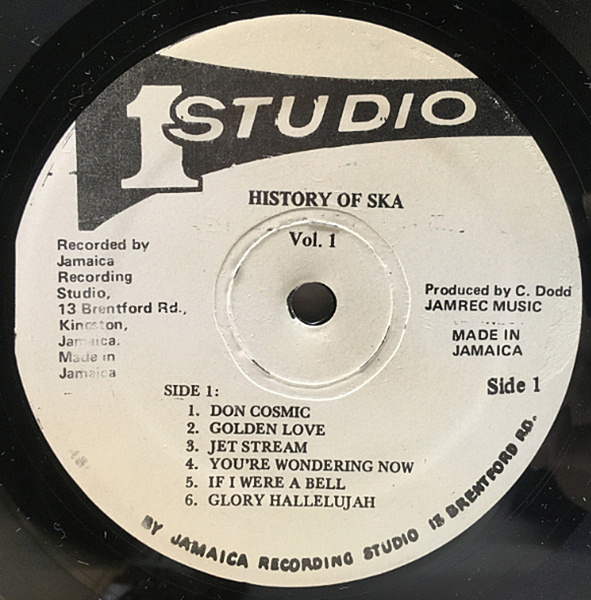 1 STUDIO
HISTORY OF SKA
Vol. 1
Recorded by
Jamaica
Recording
Studio,
13 Brentford Rd.,
Kingston,
Jamaica.
Made in
Jamaica
Produced by C. Dodd
JAMREC MUSIC
MADE IN
JAMAICA
Side 1
SIDE 1:
1. DON COSMIC
2. GOLDEN LOVE
3. JET STREAM
4. YOU'RE WONDERING NOW
5. IF I WERE A BELL
6. GLORY HALLELUJAH
BY JAMAICA RECORDING STUDIO 13 BRENTFORD RD.